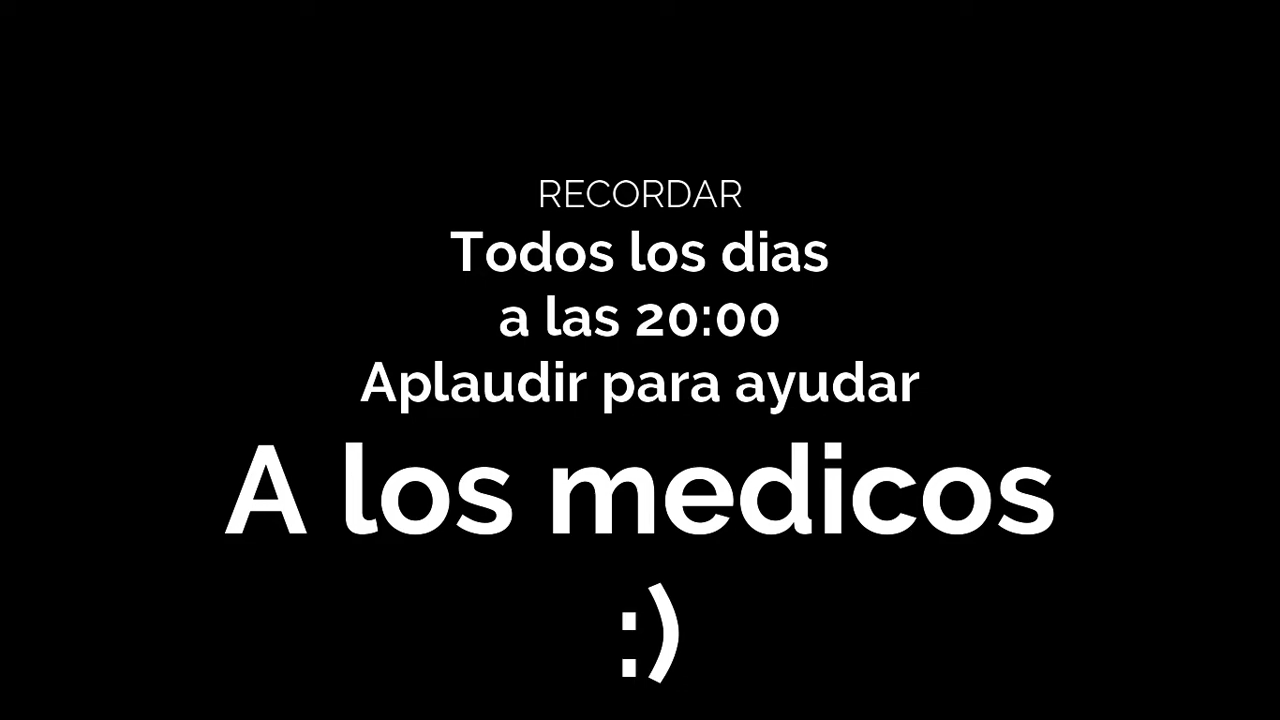 RECORDAR
Todos los dias
a las 20:00
Aplaudir para ayudar
A los medicos
:)